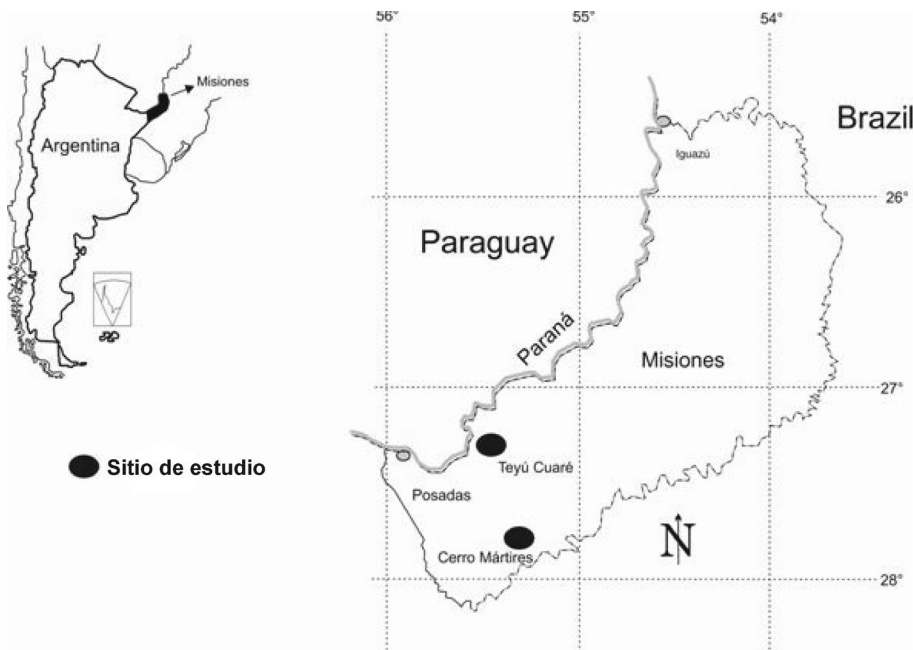 56°
55°
54°
Misiones
Argentina
Brazil
Iguazú
26°
Paraguay
Paraná
Misiones
27°
Teyú Cuaré
Sitio de estudio
Posadas
N
Cerro Mártires
28°